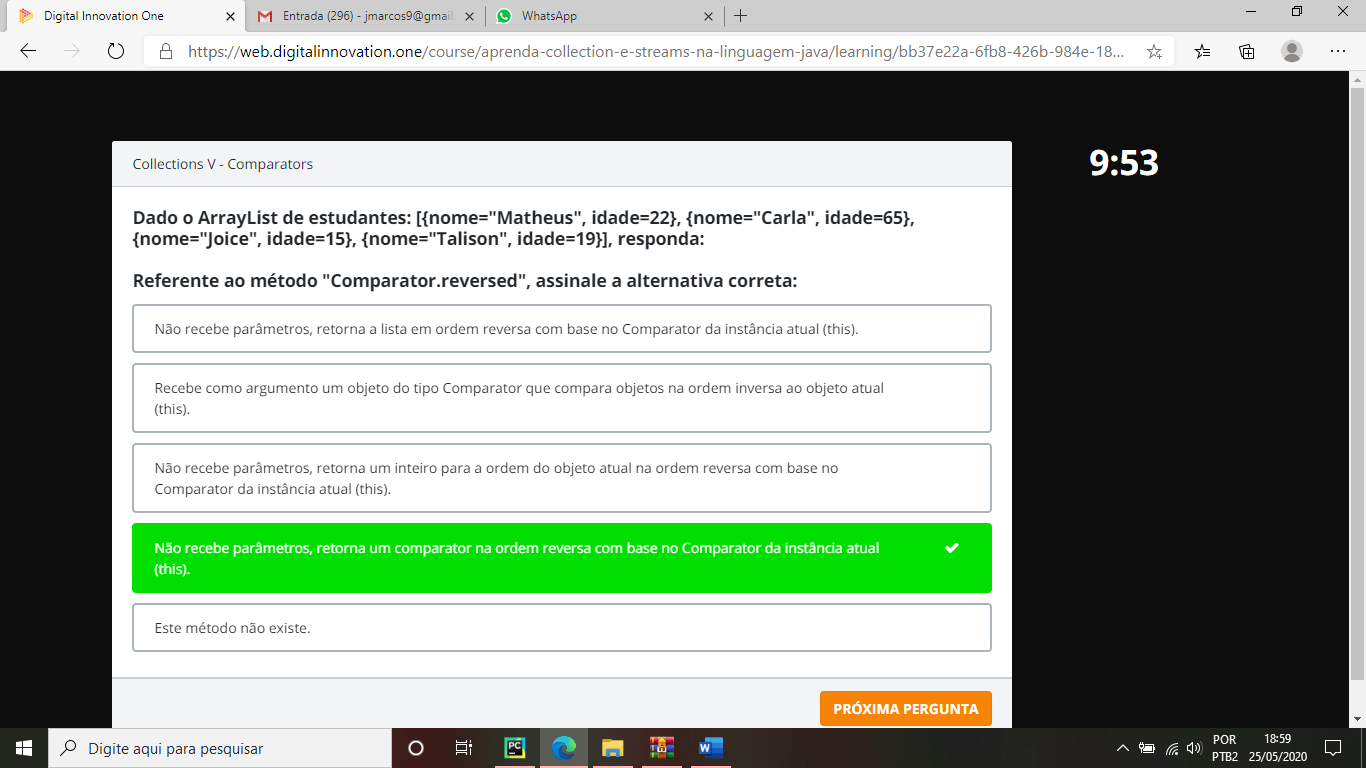 Digital Innovation One
Entrada (296) - jmarcos9@gmail.
WhatsApp
https://web.digitalinnovation.one/course/aprenda-collection-e-streams-na-linguagem-java/learning/bb37e22a-6fb8-426b-984e-18...
Collections V - Comparators
9:53
Dado o ArrayList de estudantes: [{nome="Matheus", idade=22}, {nome="Carla", idade=65},
{nome="Joice", idade=15}, {nome="Talison", idade=19}], responda:
Referente ao método "Comparator.reversed", assinale a alternativa correta:
Não recebe parâmetros, retorna a lista em ordem reversa com base no Comparator da instância atual (this).
Recebe como argumento um objeto do tipo Comparator que compara objetos na ordem inversa ao objeto atual
(this).
Não recebe parâmetros, retorna um inteiro para a ordem do objeto atual na ordem reversa com base no
Comparator da instância atual (this).
Não recebe parâmetros, retorna um comparator na ordem reversa com base no Comparator da instância atual
(this).
Este método não existe.
PRÓXIMA PERGUNTA
Digite aqui para pesquisar
PC
W
POR
PTB2
18:59
25/05/2020